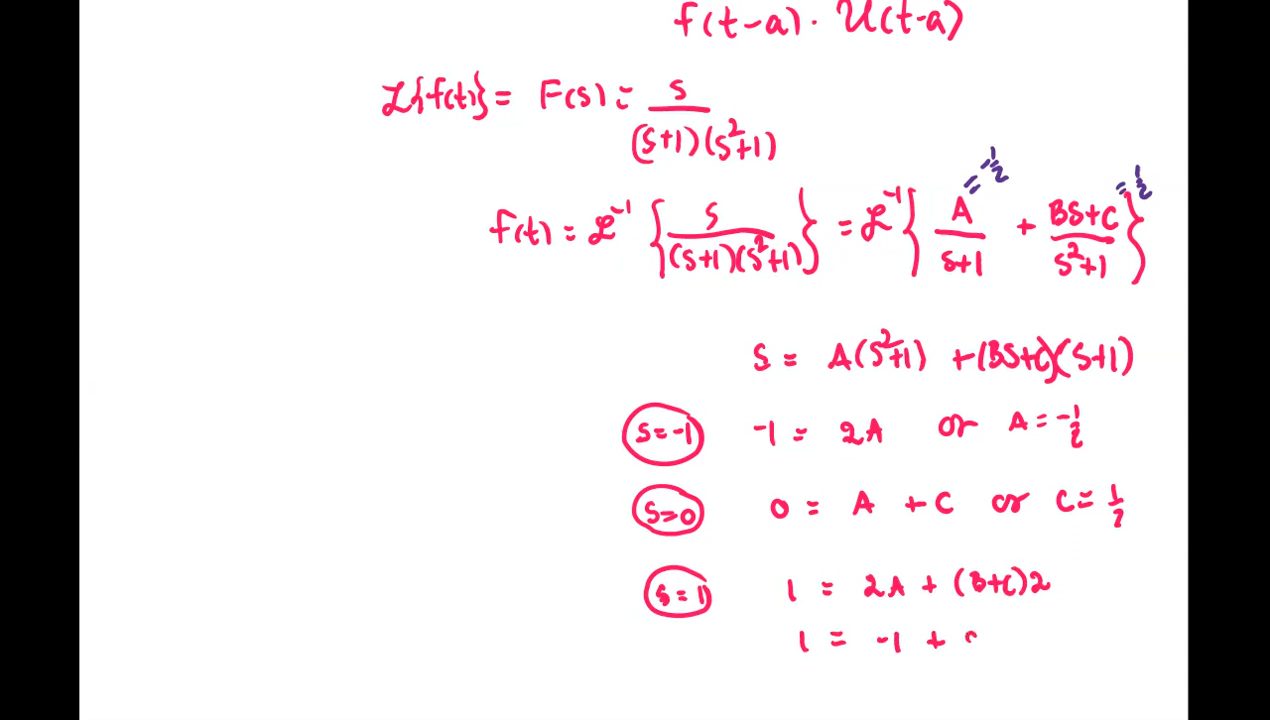 f(t-a) · U(t-a)
ℒ{f(t)} = F(s) = s/((s+1)(s²+1))
f(t) = ℒ⁻¹{s/((s+1)(s²+1))} = ℒ⁻¹{A/(s+1) + (Bs+C)/(s²+1)}
= -1/2
= 1/2
s = A(s²+1) + (Bs+C)(s+1)
s=-1 -1 = 2A or A = -1/2
s=0 0 = A + C or C = 1/2
s=1 1 = 2A + (B+C)2
1 = -1 +